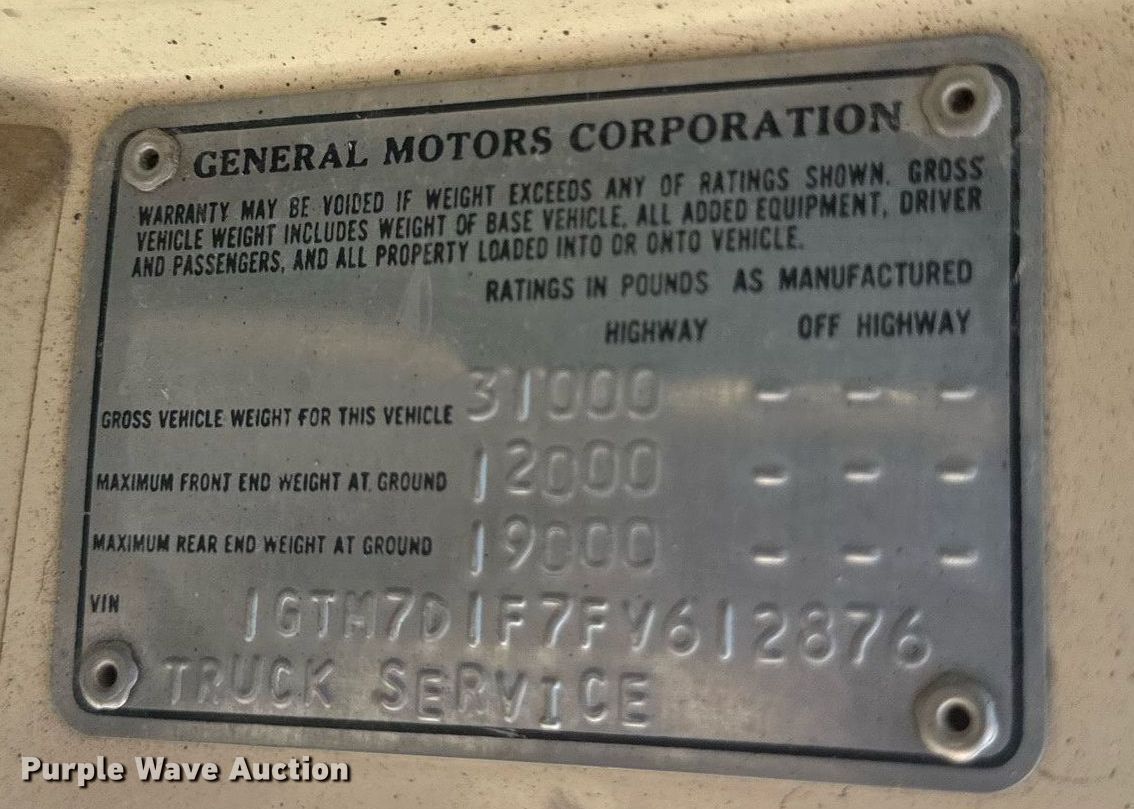 GENERAL MOTORS CORPORATION
WARRANTY MAY BE VOIDED IF WEIGHT EXCEEDS ANY OF RATINGS SHOWN. GROSS
VEHICLE WEIGHT INCLUDES WEIGHT OF BASE VEHICLE, ALL ADDED EQUIPMENT, DRIVER
AND PASSENGERS, AND ALL PROPERTY LOADED INTO OR ONTO VEHICLE.
RATINGS IN POUNDS AS MANUFACTURED
HIGHWAY OFF HIGHWAY
GROSS VEHICLE WEIGHT FOR THIS VEHICLE 31000 - - -
MAXIMUM FRONT END WEIGHT AT GROUND 12000 - - -
MAXIMUM REAR END WEIGHT AT GROUND 19000 - - -
VIN 1GTM7D1F7FV612876
TRUCK SERVICE
Purple Wave Auction